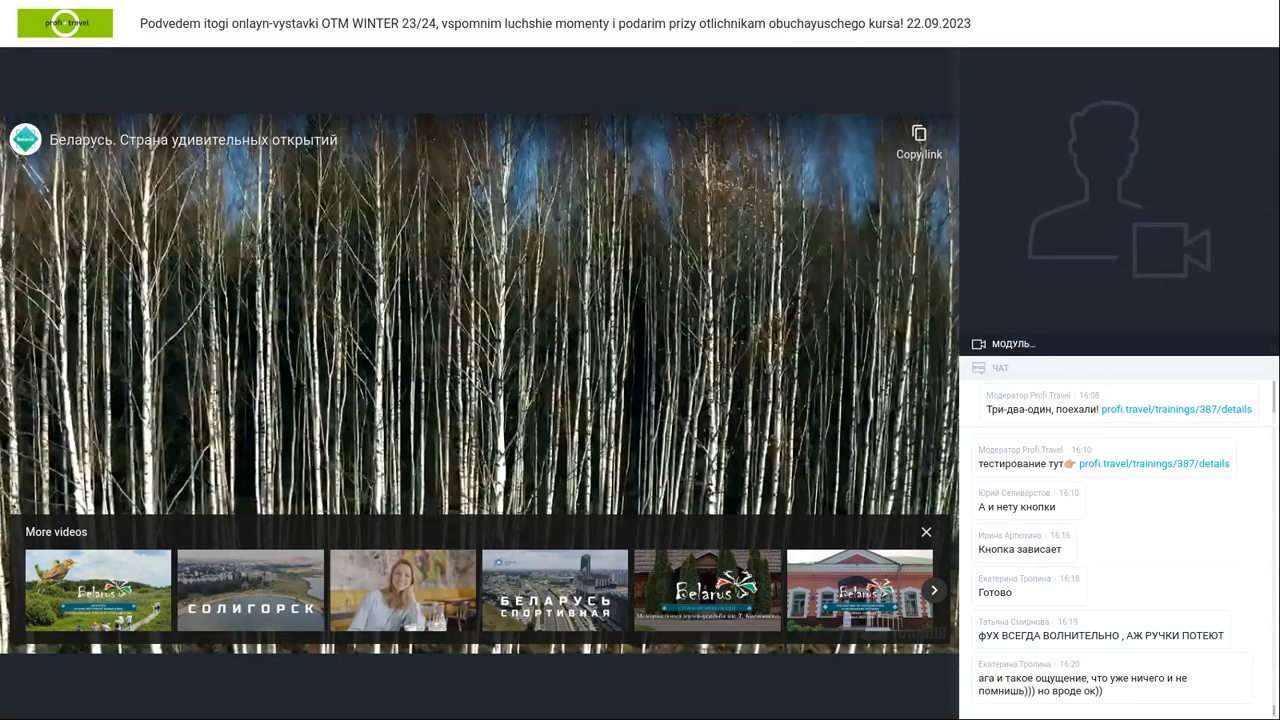 profi travel
Podvedem itogi onlayn-vystavki OTM WINTER 23/24, vspomnim luchshie momenty i podarim prizy otlichnikam obuchayuschego kursa! 22.09.2023
Беларусь. Страна удивительных открытий
Copy link
More videos
Belarus
СОЛИГОРСК
БЕЛАРУСЬ
СПОРТИВНАЯ
Belarus
Belarus
МОДУЛЬ...
ЧАТ
Модератор Profi.Travel 16:08
Три-два-один, поехали! profi.travel/trainings/387/details
Модератор Profi.Travel 16:10
тестирование тут👉🏼 profi.travel/trainings/387/details
Юрий Селивёрстов 16:10
А и нету кнопки
Ирина Артюхина 16:16
Кнопка зависает
Екатерина Тропина 16:18
Готово
Татьяна Смирнова 16:19
фУХ ВСЕГДА ВОЛНИТЕЛЬНО , АЖ РУЧКИ ПОТЕЮТ
Екатерина Тропина 16:20
ага и такое ощущение, что уже ничего и не
помнишь))) но вроде ок))